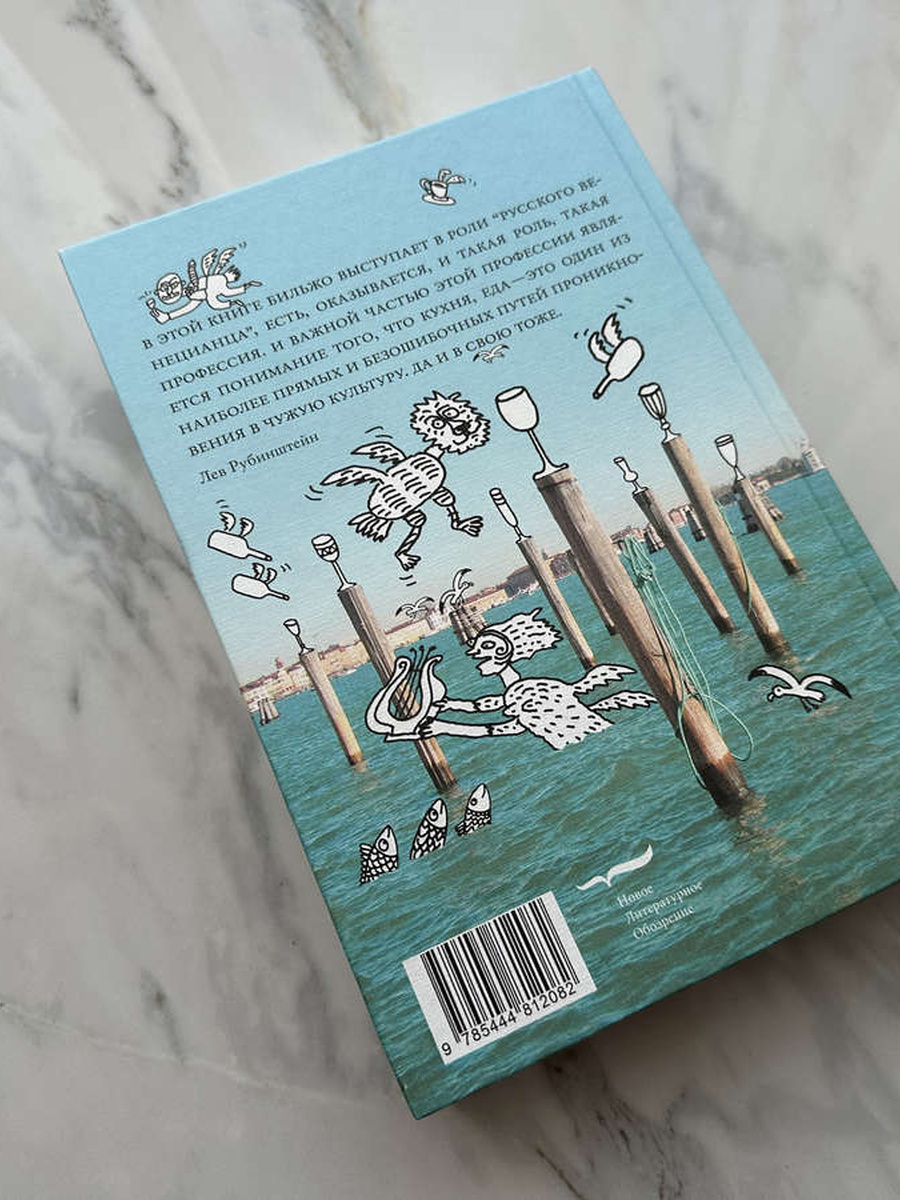 В ЭТОЙ КНИГЕ БИЛЬЖО ВЫСТУПАЕТ В РОЛИ "РУССКОГО ВЕ-
НЕЦИАНЦА", ЕСТЬ, ОКАЗЫВАЕТСЯ, И ТАКАЯ РОЛЬ, ТАКАЯ
ПРОФЕССИЯ. И ВАЖНОЙ ЧАСТЬЮ ЭТОЙ ПРОФЕССИИ ЯВЛЯ-
ЕТСЯ ПОНИМАНИЕ ТОГО, ЧТО КУХНЯ, ЕДА—ЭТО ОДИН ИЗ
НАИБОЛЕЕ ПРЯМЫХ И БЕЗОШИБОЧНЫХ ПУТЕЙ ПРОНИКНО-
ВЕНИЯ В ЧУЖУЮ КУЛЬТУРУ. ДА И В СВОЮ ТОЖЕ.
Лев Рубинштейн
Новое
Литературное
Обозрение
9 785444 812082